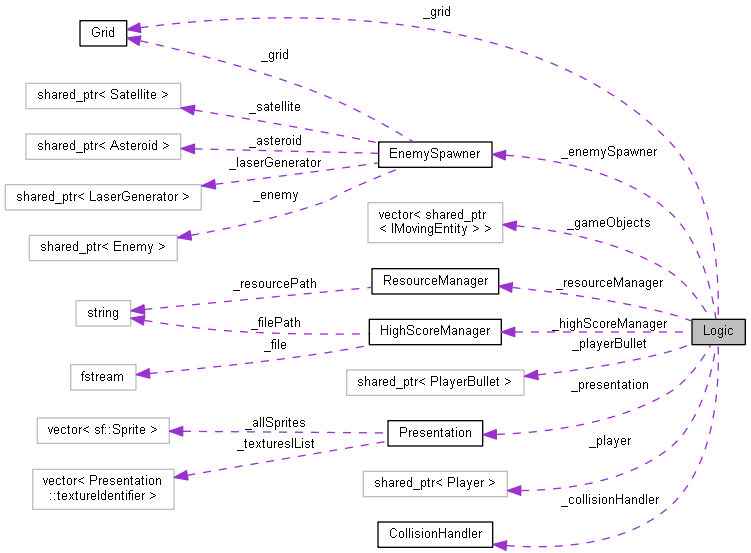 _grid
Grid
_grid
shared_ptr< Satellite >
_satellite
shared_ptr< Asteroid >
_asteroid
EnemySpawner
_enemySpawner
_laserGenerator
shared_ptr< LaserGenerator >
_enemy
vector< shared_ptr
< IMovingEntity > >
_gameObjects
shared_ptr< Enemy >
_resourcePath
ResourceManager
_resourceManager
string
_filePath
HighScoreManager
_highScoreManager
Logic
_file
_playerBullet
fstream
shared_ptr< PlayerBullet >
_presentation
vector< sf::Sprite >
_allSprites
Presentation
_texturesIList
_player
vector< Presentation
::textureIdentifier >
shared_ptr< Player >
_collisionHandler
CollisionHandler